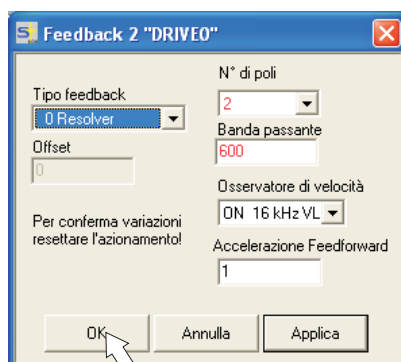 Feedback 2 "DRIVE0"
N° di poli
Tipo feedback
2
0 Resolver
Banda passante
Offset
600
0
Osservatore di velocità
ON 16 kHz VL
Per conferma variazioni
resettare l'azionamento!
Accelerazione Feedforward
1
OK
Annulla
Applica